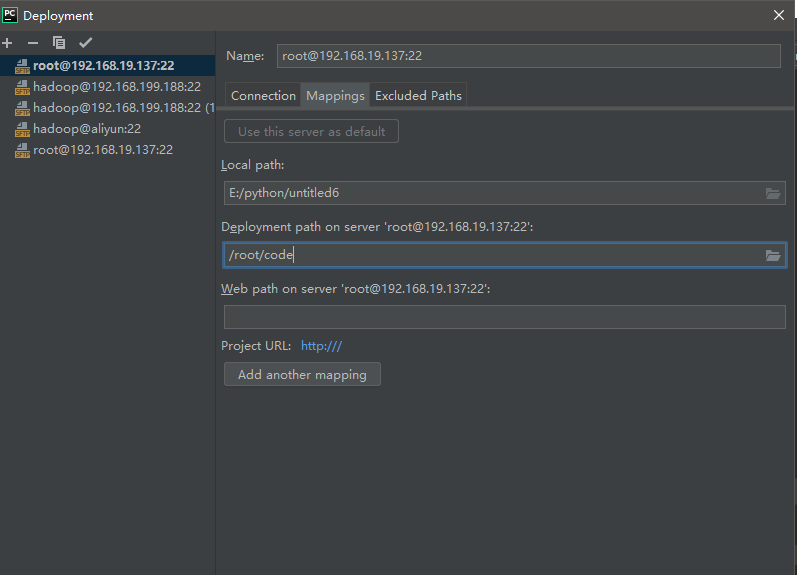 PC Deployment
root@192.168.19.137:22
hadoop@192.168.199.188:22
hadoop@192.168.199.188:22 (1
hadoop@aliyun:22
root@192.168.19.137:22
Name: root@192.168.19.137:22
Connection Mappings Excluded Paths
Use this server as default
Local path:
E:/python/untitled6
Deployment path on server 'root@192.168.19.137:22':
/root/code
Web path on server 'root@192.168.19.137:22':
Project URL: http:///
Add another mapping